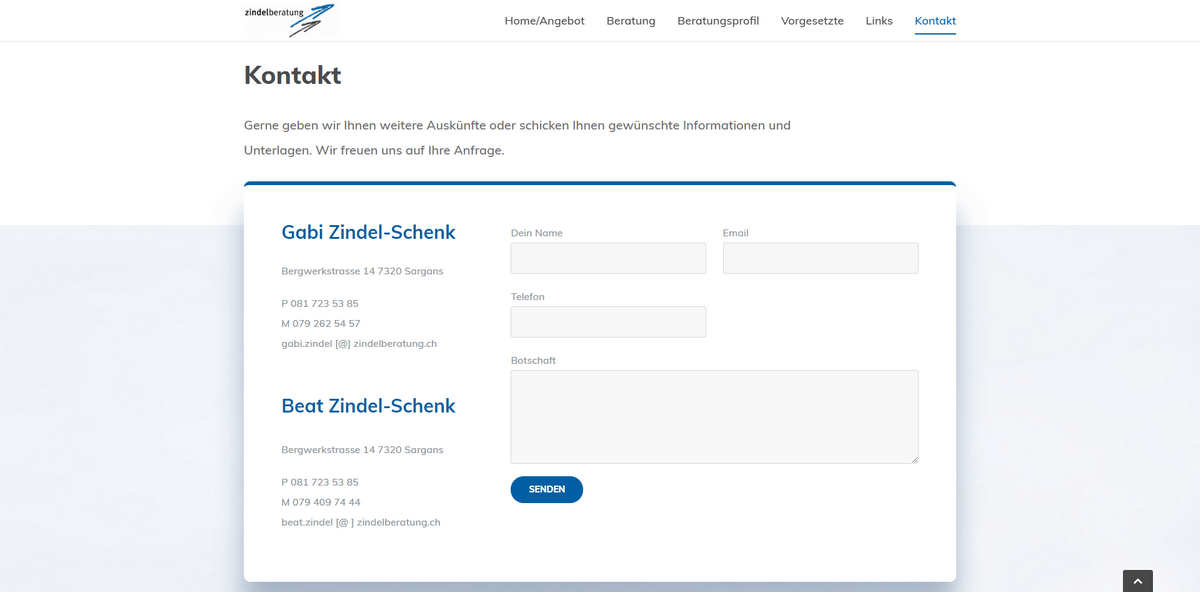 zindelberatung
Home/Angebot
Beratung
Beratungsprofil
Vorgesetzte
Links
Kontakt
Kontakt
Gerne geben wir Ihnen weitere Auskünfte oder schicken Ihnen gewünschte Informationen und
Unterlagen. Wir freuen uns auf Ihre Anfrage.
Gabi Zindel-Schenk
Bergwerkstrasse 14 7320 Sargans
P 081 723 53 85
M 079 262 54 57
gabi.zindel [@] zindelberatung.ch
Beat Zindel-Schenk
Bergwerkstrasse 14 7320 Sargans
P 081 723 53 85
M 079 409 74 44
beat.zindel [@ ] zindelberatung.ch
Dein Name
Email
Telefon
Botschaft
SENDEN